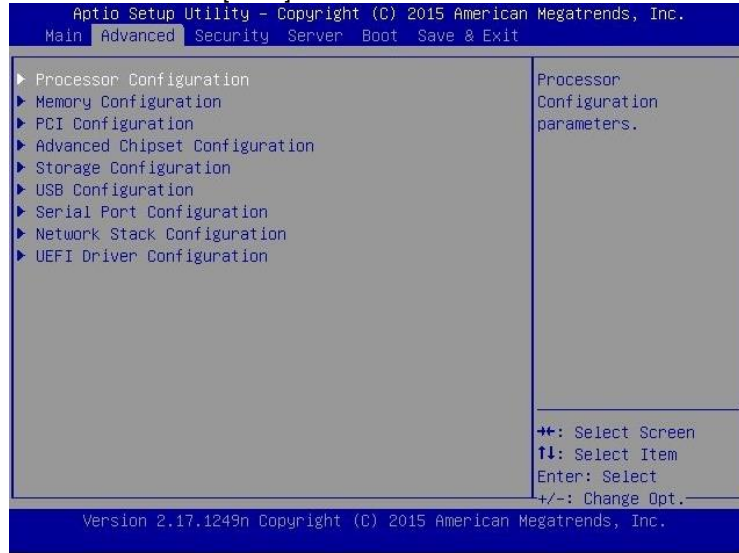 Aptio Setup Utility – Copyright (C) 2015 American Megatrends, Inc.
Main Advanced Security Server Boot Save & Exit
Processor Configuration
Memory Configuration
PCI Configuration
Advanced Chipset Configuration
Storage Configuration
USB Configuration
Serial Port Configuration
Network Stack Configuration
UEFI Driver Configuration
Processor
Configuration
parameters.
→←: Select Screen
↑↓: Select Item
Enter: Select
+/-: Change Opt.
Version 2.17.1249n Copyright (C) 2015 American Megatrends, Inc.